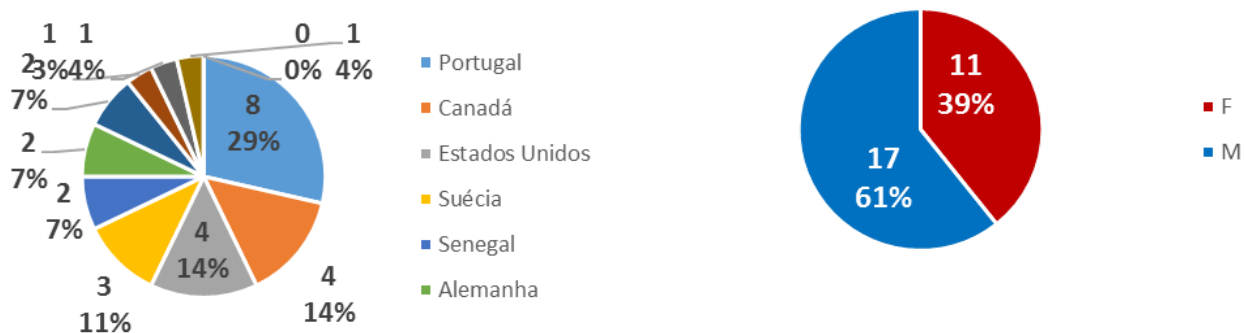 1 1 0 1
2 3% 4% 0% 4%
7%
8
29%
2
7%
2
7%
4
14%
3
11%
4
14%
Portugal
Canadá
Estados Unidos
Suécia
Senegal
Alemanha
11
39%
17
61%
F
M